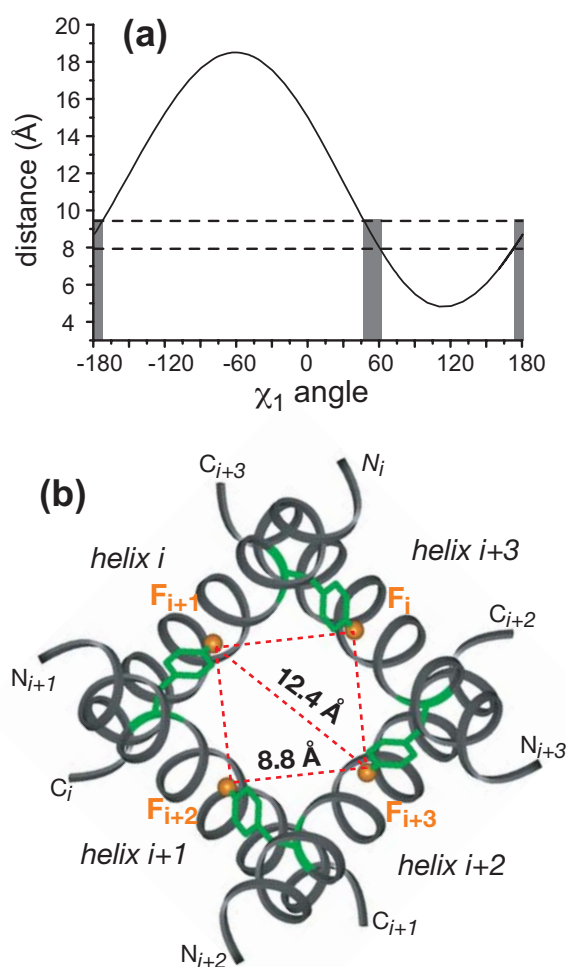 (a)
20
18
16
14
12
10
8
6
4
distance (Å)
-180 -120 -60 0 60 120 180
χ1 angle
(b)
Ci+3
Ni
helix i
helix i+3
Fi+1
Fi
Ci+2
Ni+1
12.4 Å
8.8 Å
Ni+3
Ci
Fi+2
Fi+3
helix i+1
helix i+2
Ci+1
Ni+2